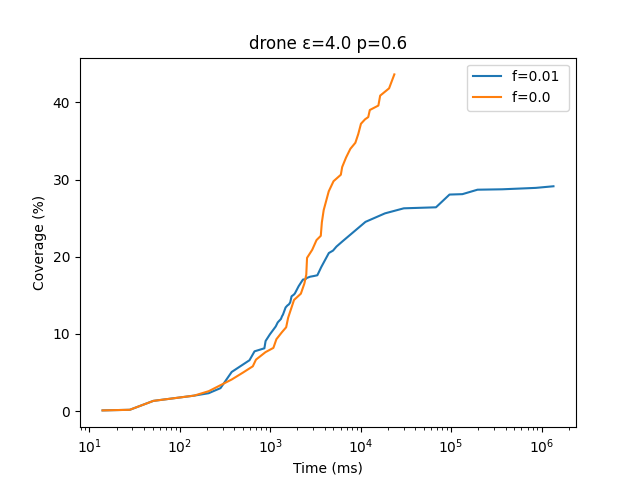 drone ε=4.0 p=0.6
f=0.01
f=0.0
Coverage (%)
40
30
20
10
0
10¹ 10² 10³ 10⁴ 10⁵ 10⁶
Time (ms)